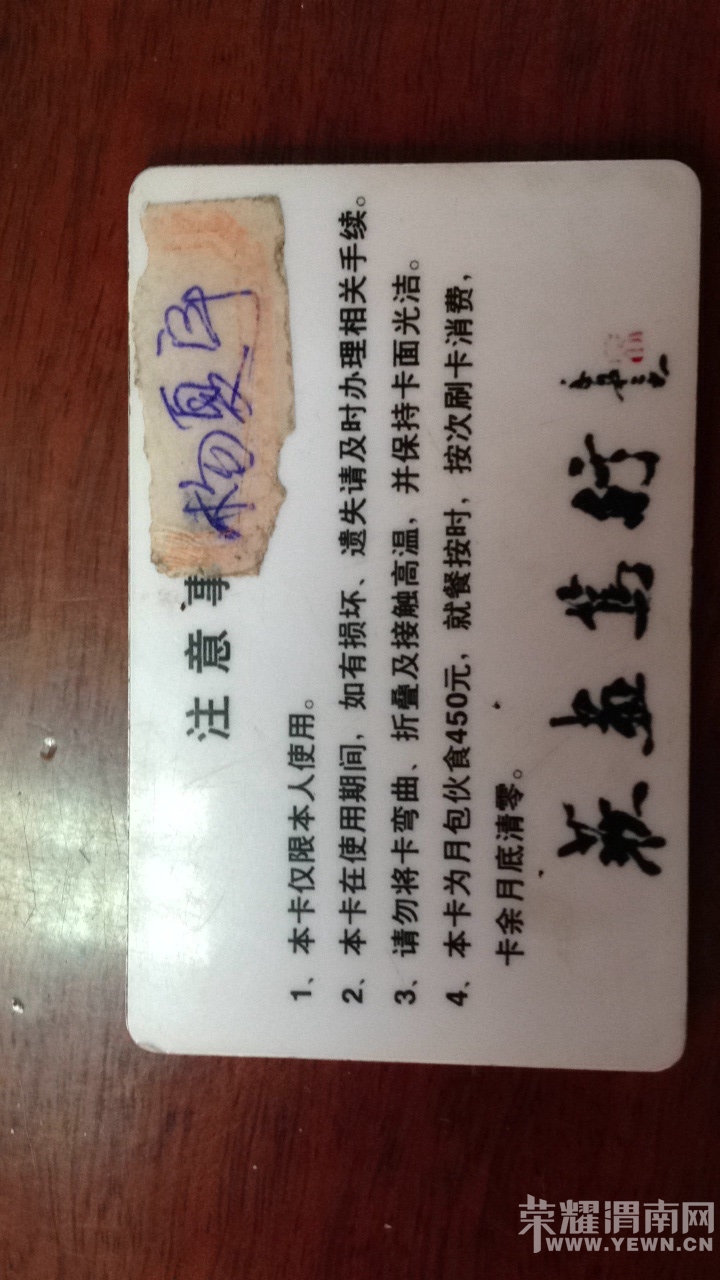 注意事
杨夏
1、本卡仅限本人使用。
2、本卡在使用期间，如有损坏、遗失请及时办理相关手续。
3、请勿将卡弯曲、折叠及接触高温，并保持卡面光洁。
4、本卡为月包伙食450元，就餐按时，按次刷卡消费，
卡余月底清零。
笃行
荣耀渭南网
WWW.YEWN.CN